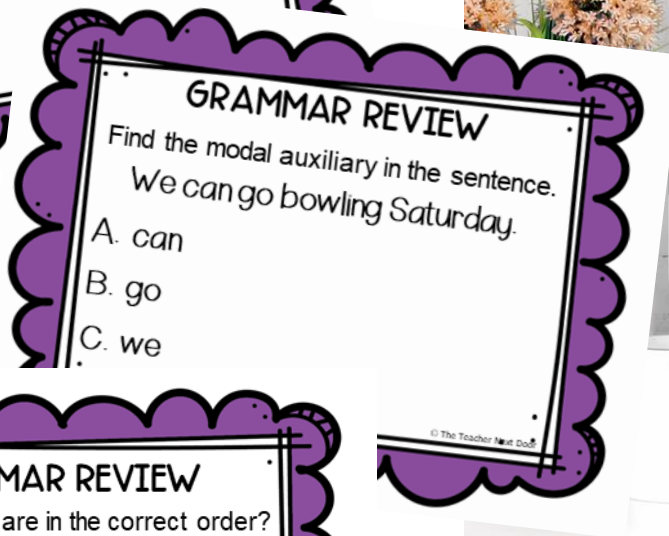 GRAMMAR REVIEW
Find the modal auxiliary in the sentence.
We can go bowling Saturday.
A. can
B. go
C. we
© The Teacher Next Door
MAR REVIEW
are in the correct order?